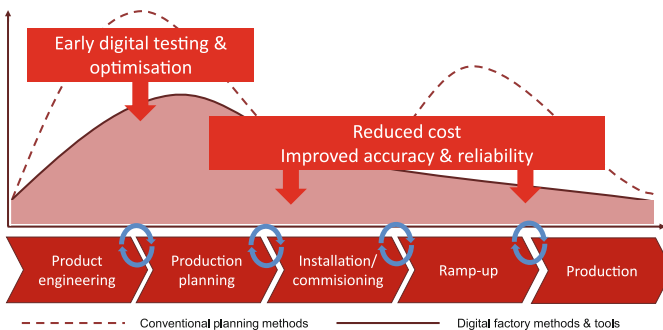 Early digital testing &
optimisation
Reduced cost
Improved accuracy & reliability
Product
engineering
Production
planning
Installation/
commisioning
Ramp-up
Production
Conventional planning methods
Digital factory methods & tools